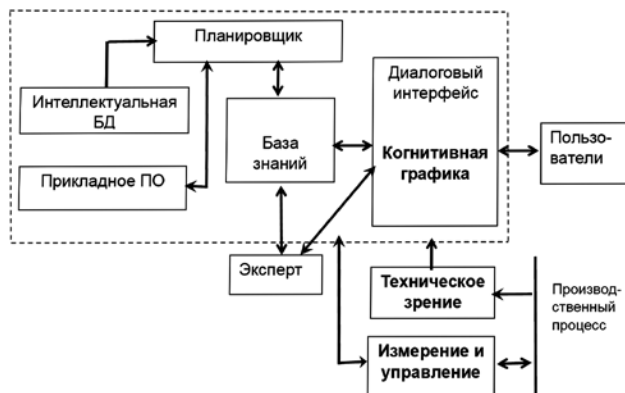 Планировщик
Интеллектуальная
БД
Прикладное ПО
База
знаний
Диалоговый
интерфейс
Когнитивная
графика
Пользо-
ватели
Эксперт
Техническое
зрение
Производ-
ственный
процесс
Измерение и
управление